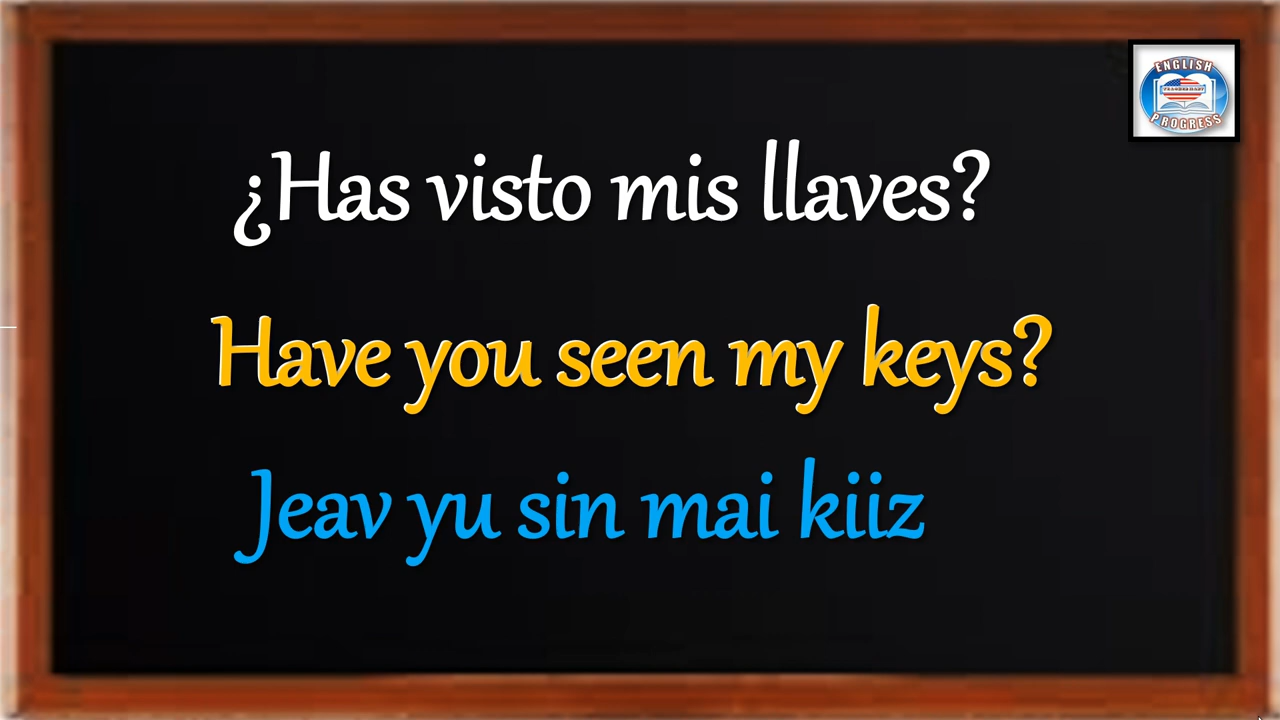 ENGLISH
PROGRESS
¿Has visto mis llaves?
Have you seen my keys?
Jeav yu sin mai kiiz